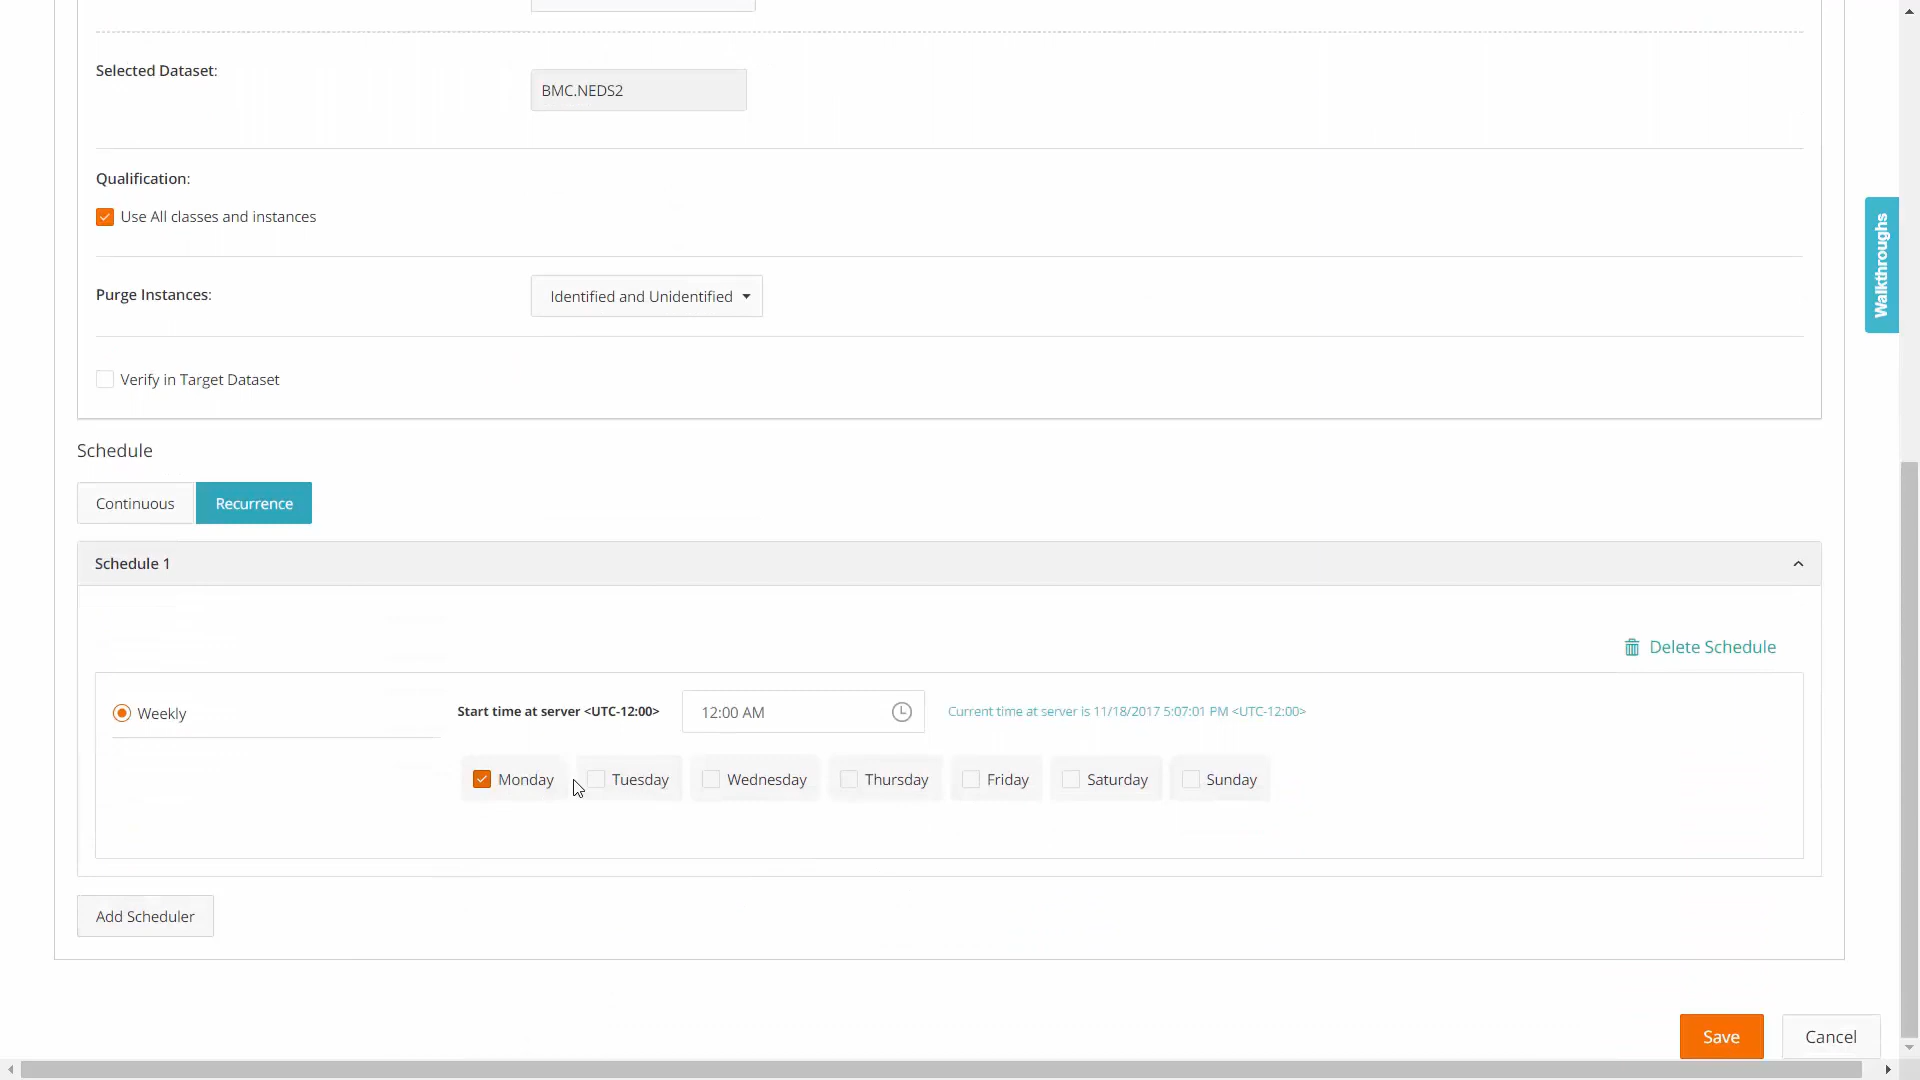 Selected Dataset:
BMC.NEDS2
Qualification:
Use All classes and instances
Walkthroughs
Purge Instances:
Identified and Unidentified
Verify in Target Dataset
Schedule
Continuous
Recurrence
Schedule 1
Delete Schedule
Weekly
Start time at server <UTC-12:00>
12:00 AM
Current time at server is 11/18/2017 5:07:01 PM <UTC-12:00>
Monday
Tuesday
Wednesday
Thursday
Friday
Saturday
Sunday
Add Scheduler
Save
Cancel